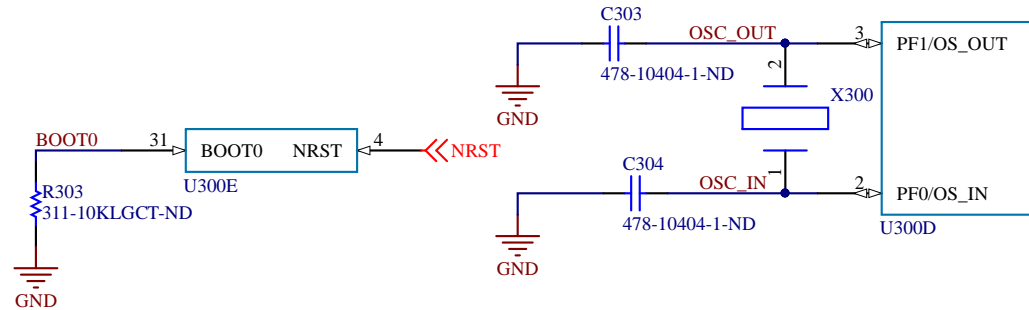 C303
OSC_OUT
3
PF1/OS_OUT
478-10404-1-ND
2
GND
X300
BOOT0
31
BOOT0
NRST
4
NRST
U300E
R303
311-10KLGCT-ND
GND
C304
OSC_IN
1
2
PF0/OS_IN
478-10404-1-ND
U300D
GND